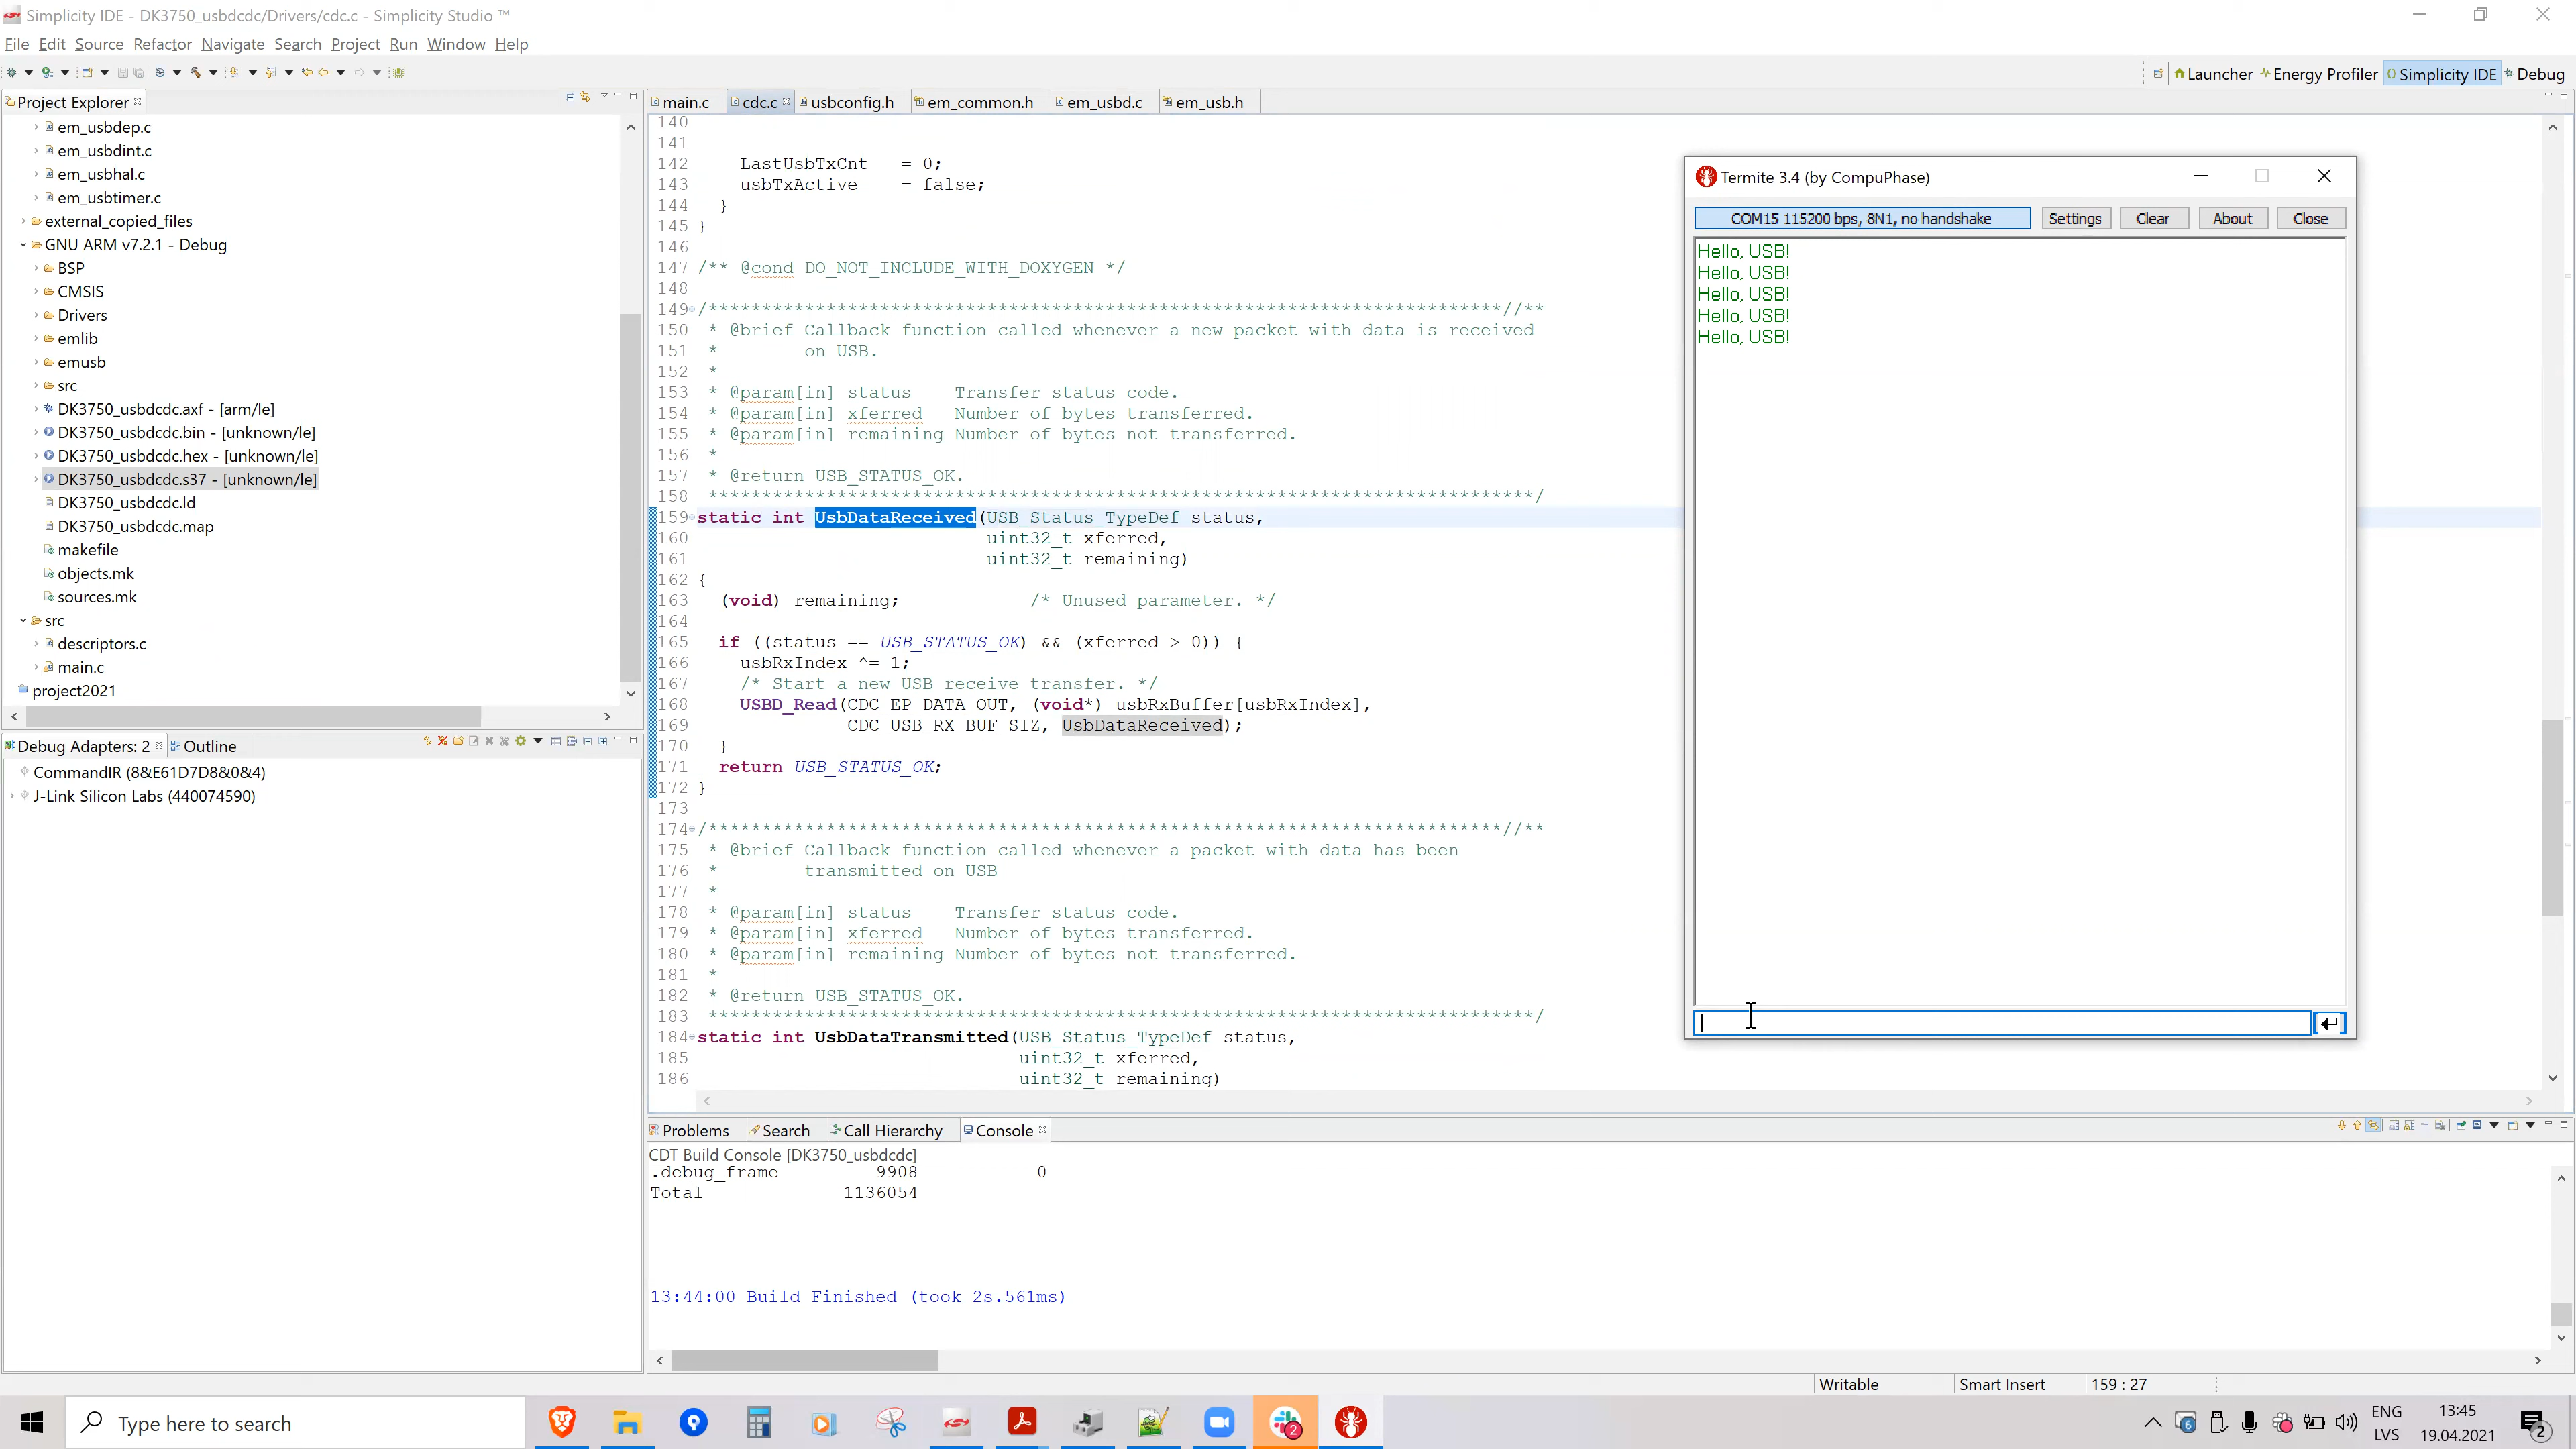 Simplicity IDE - DK3750_usbdcdc/Drivers/cdc.c - Simplicity Studio ™
File Edit Source Refactor Navigate Search Project Run Window Help
Launcher Energy Profiler Simplicity IDE Debug
Project Explorer
em_usbdep.c
em_usbdint.c
em_usbhal.c
em_usbtimer.c
external_copied_files
GNU ARM v7.2.1 - Debug
BSP
CMSIS
Drivers
emlib
emusb
src
DK3750_usbdcdc.axf - [arm/le]
DK3750_usbdcdc.bin - [unknown/le]
DK3750_usbdcdc.hex - [unknown/le]
DK3750_usbdcdc.s37 - [unknown/le]
DK3750_usbdcdc.ld
DK3750_usbdcdc.map
makefile
objects.mk
sources.mk
src
descriptors.c
main.c
project2021
Debug Adapters: 2 Outline
CommandIR (8&E61D7D8&0&4)
J-Link Silicon Labs (440074590)
main.c cdc.c usbconfig.h em_common.h em_usbd.c em_usb.h
140
141
142 LastUsbTxCnt = 0;
143 usbTxActive = false;
144 }
145 }
146
147 /** @cond DO_NOT_INCLUDE_WITH_DOXYGEN */
148
149 /**************************************************************************//**
150 * @brief Callback function called whenever a new packet with data is received
151 * on USB.
152 *
153 * @param[in] status Transfer status code.
154 * @param[in] xferred Number of bytes transferred.
155 * @param[in] remaining Number of bytes not transferred.
156 *
157 * @return USB_STATUS_OK.
158 *****************************************************************************/
159 static int UsbDataReceived(USB_Status_TypeDef status,
160 uint32_t xferred,
161 uint32_t remaining)
162 {
163 (void) remaining; /* Unused parameter. */
164
165 if ((status == USB_STATUS_OK) && (xferred > 0)) {
166 usbRxIndex ^= 1;
167 /* Start a new USB receive transfer. */
168 USBD_Read(CDC_EP_DATA_OUT, (void*) usbRxBuffer[usbRxIndex],
169 CDC_USB_RX_BUF_SIZ, UsbDataReceived);
170 }
171 return USB_STATUS_OK;
172 }
173
174 /**************************************************************************//**
175 * @brief Callback function called whenever a packet with data has been
176 * transmitted on USB
177 *
178 * @param[in] status Transfer status code.
179 * @param[in] xferred Number of bytes transferred.
180 * @param[in] remaining Number of bytes not transferred.
181 *
182 * @return USB_STATUS_OK.
183 *****************************************************************************/
184 static int UsbDataTransmitted(USB_Status_TypeDef status,
185 uint32_t xferred,
186 uint32_t remaining)
Termite 3.4 (by CompuPhase)
COM15 115200 bps, 8N1, no handshake Settings Clear About Close
Hello, USB!
Hello, USB!
Hello, USB!
Hello, USB!
Hello, USB!
Problems Search Call Hierarchy Console
CDT Build Console [DK3750_usbdcdc]
.debug_frame 9908 0
Total 1136054
13:44:00 Build Finished (took 2s.561ms)
Writable Smart Insert 159 : 27
Type here to search
2
6
ENG
LVS
13:45
19.04.2021
2